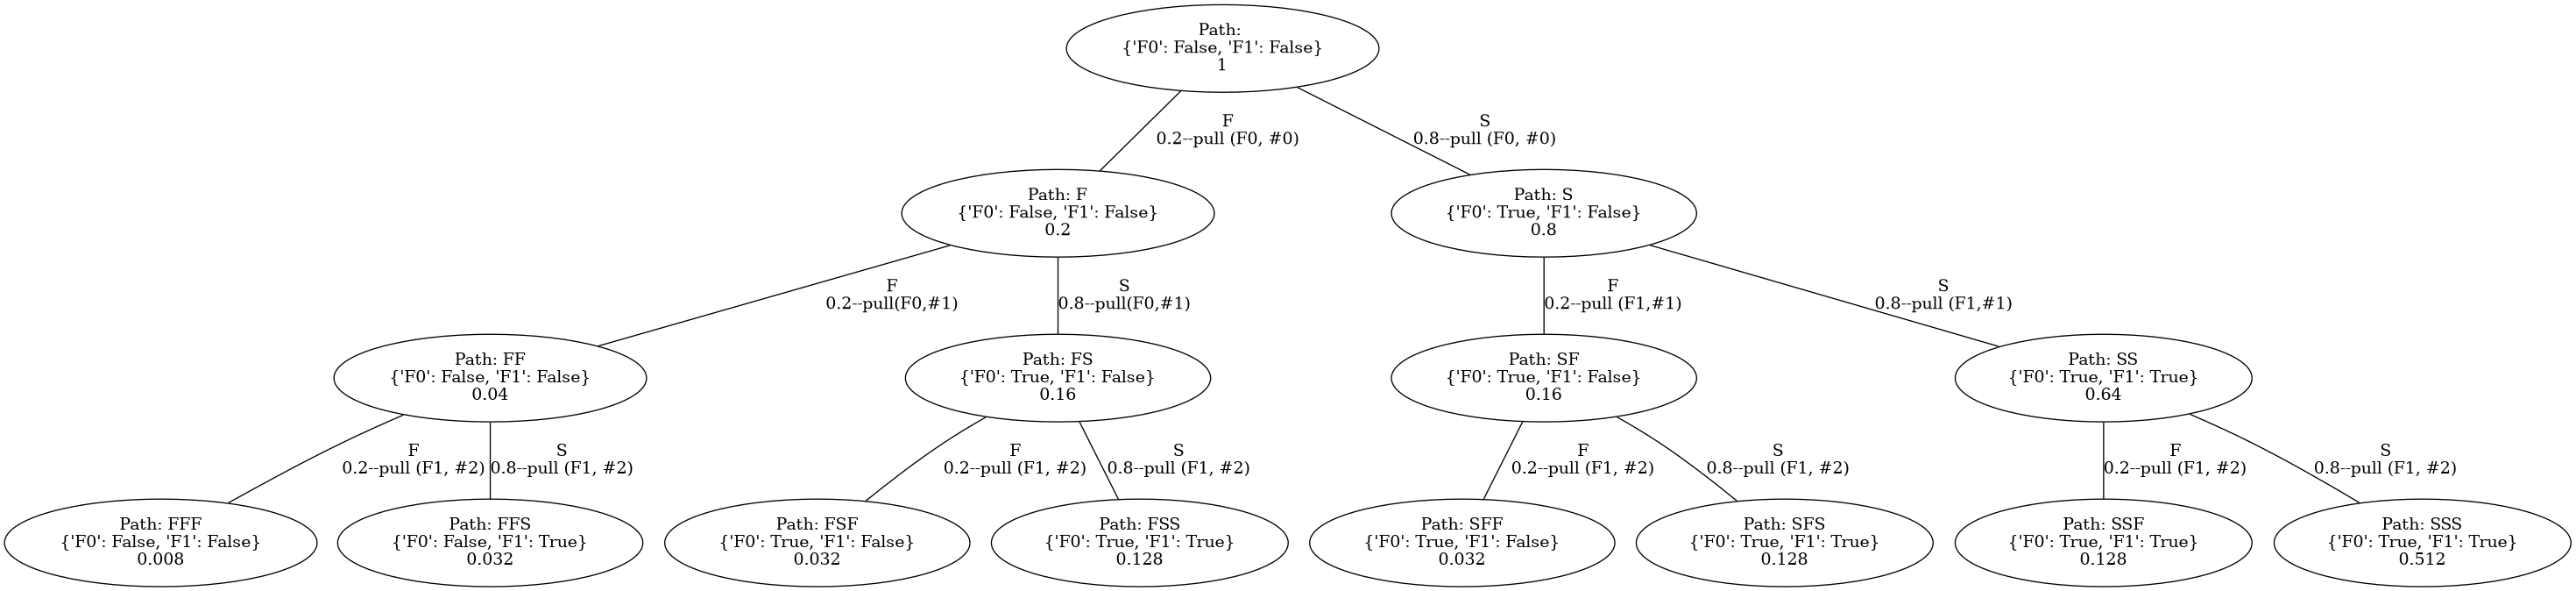 Path:
{'F0': False, 'F1': False}
1
F
0.2--pull (F0, #0)
S
0.8--pull (F0, #0)
Path: F
{'F0': False, 'F1': False}
0.2
Path: S
{'F0': True, 'F1': False}
0.8
F
0.2--pull(F0,#1)
S
0.8--pull(F0,#1)
F
0.2--pull (F1,#1)
S
0.8--pull (F1,#1)
Path: FF
{'F0': False, 'F1': False}
0.04
Path: FS
{'F0': True, 'F1': False}
0.16
Path: SF
{'F0': True, 'F1': False}
0.16
Path: SS
{'F0': True, 'F1': True}
0.64
F
0.2--pull (F1, #2)
S
0.8--pull (F1, #2)
F
0.2--pull (F1, #2)
S
0.8--pull (F1, #2)
F
0.2--pull (F1, #2)
S
0.8--pull (F1, #2)
F
0.2--pull (F1, #2)
S
0.8--pull (F1, #2)
Path: FFF
{'F0': False, 'F1': False}
0.008
Path: FFS
{'F0': False, 'F1': True}
0.032
Path: FSF
{'F0': True, 'F1': False}
0.032
Path: FSS
{'F0': True, 'F1': True}
0.128
Path: SFF
{'F0': True, 'F1': False}
0.032
Path: SFS
{'F0': True, 'F1': True}
0.128
Path: SSF
{'F0': True, 'F1': True}
0.128
Path: SSS
{'F0': True, 'F1': True}
0.512